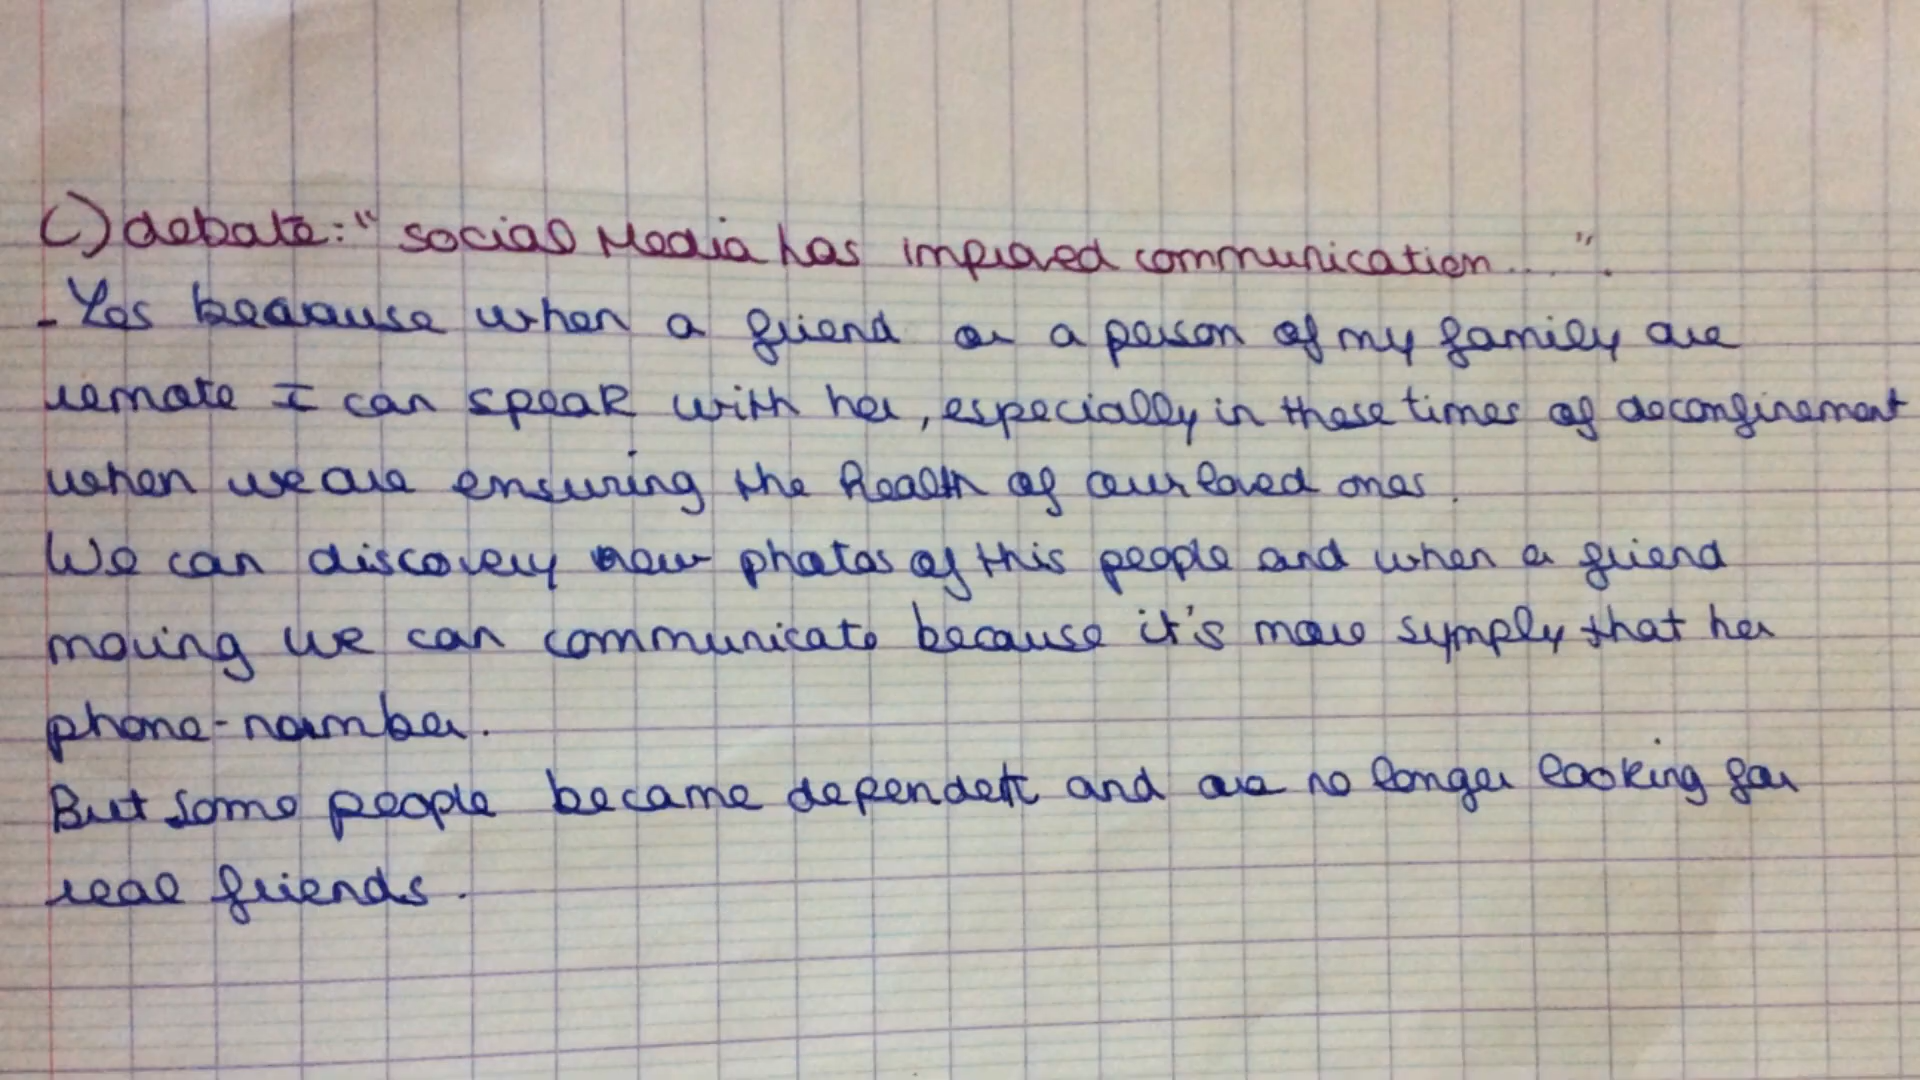 C) debate: "social Media has improved communication..... ".
- Yes because when a friend or a person of my family are
remote I can speak with her, especially in these times of deconfinement
when we are ensuring the health of our loved ones.
We can discovery new photos of this people and when a friend
moving we can communicate because it's more symply that her
phone-number.
But some people became dependent and are no longer looking for
real friends.